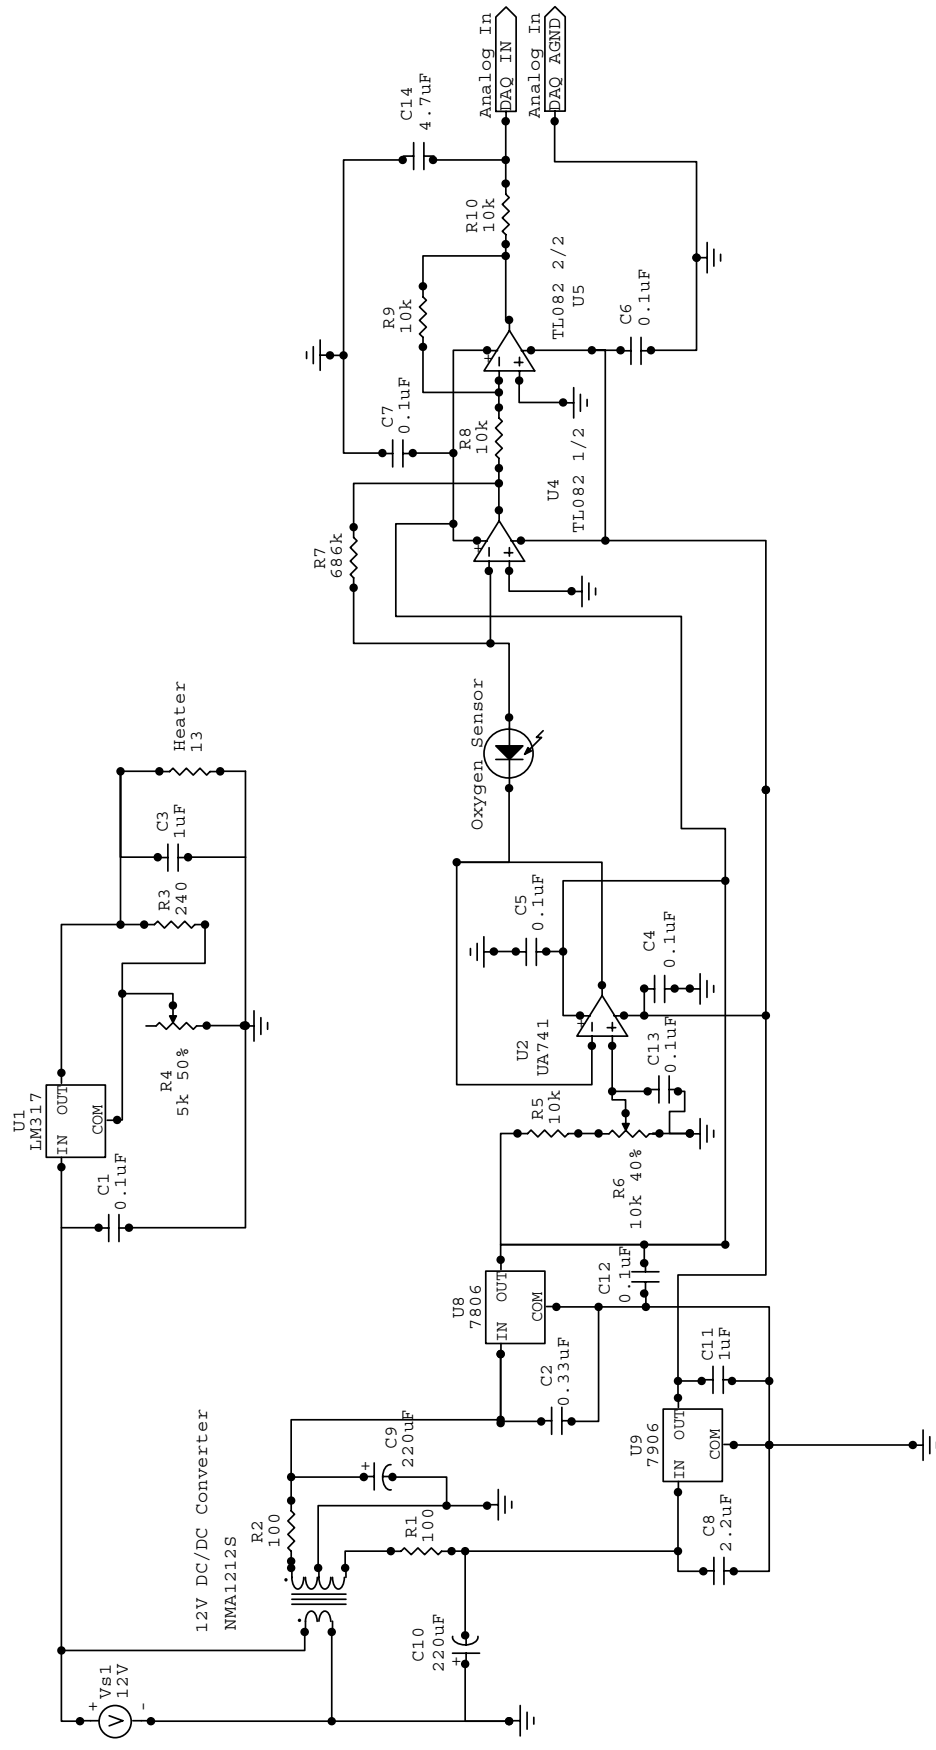 Vs1
12V
+
-
12V DC/DC Converter
NMA1212S
R2
100
C9
220uF
+
R1
100
C10
220uF
+
U1
LM317
IN
OUT
COM
C1
0.1uF
R4
5k 50%
R3
240
C3
1uF
Heater
13
U8
7806
IN
OUT
COM
C2
0.33uF
C12
0.1uF
U9
7906
IN
OUT
COM
C8
2.2uF
C11
1uF
R5
10k
R6
10k 40%
C13
0.1uF
U2
UA741
C5
0.1uF
C4
0.1uF
Oxygen Sensor
R7
686k
U4
TL082 1/2
R8
10k
C7
0.1uF
R9
10k
TL082 2/2
U5
C6
0.1uF
R10
10k
C14
4.7uF
Analog In
DAQ IN
Analog In
DAQ AGND